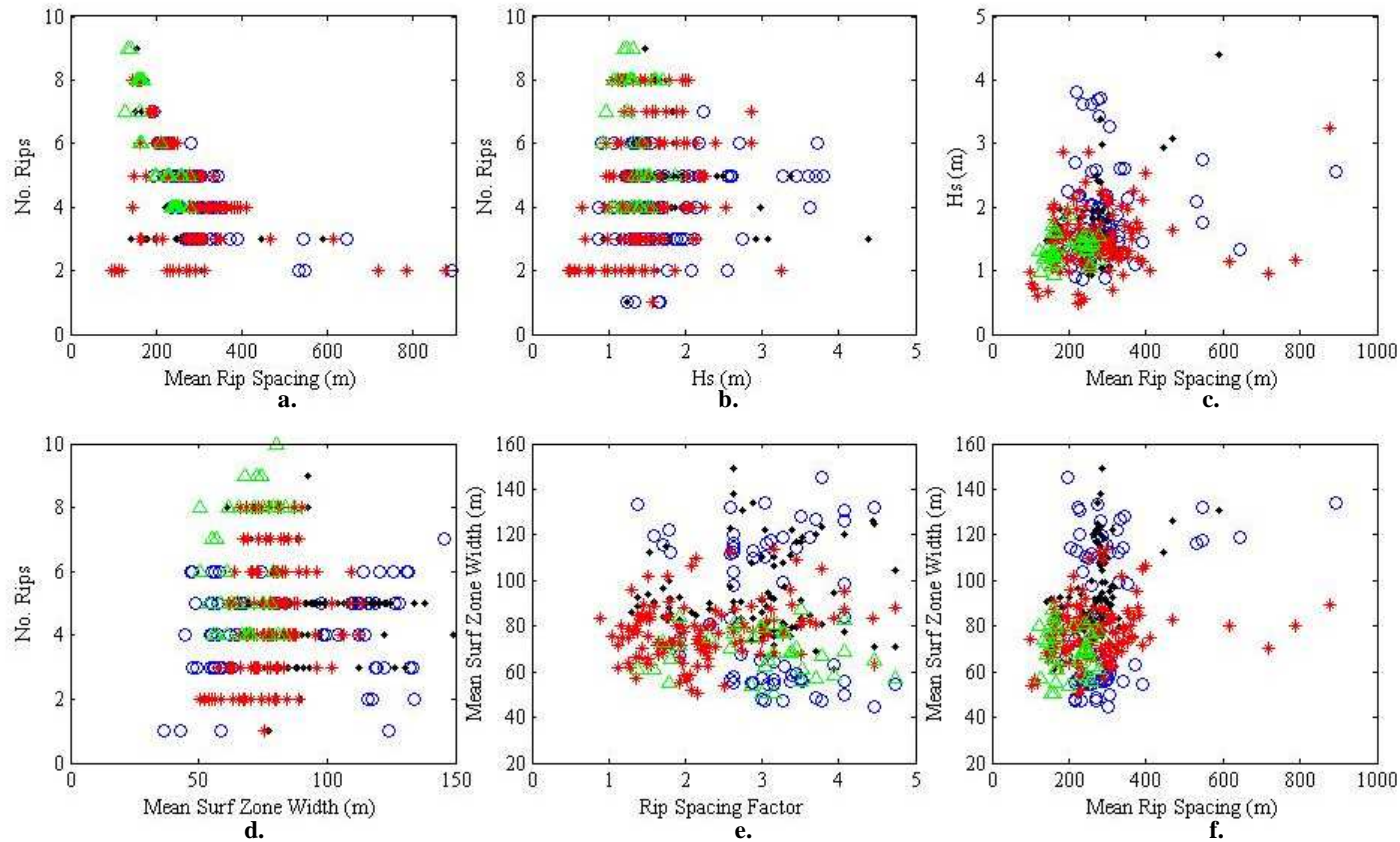 10
8
6
4
2
0
No. Rips
0 200 400 600 800
Mean Rip Spacing (m)
a.
10
8
6
4
2
0
No. Rips
0 1 2 3 4 5
Hs (m)
b.
5
4
3
2
1
0
Hs (m)
0 200 400 600 800 1000
Mean Rip Spacing (m)
c.
10
8
6
4
2
0
No. Rips
0 50 100 150
Mean Surf Zone Width (m)
d.
160
140
120
100
80
60
40
20
Mean Surf Zone Width (m)
0 1 2 3 4 5
Rip Spacing Factor
e.
160
140
120
100
80
60
40
20
Mean Surf Zone Width (m)
0 200 400 600 800 1000
Mean Rip Spacing (m)
f.